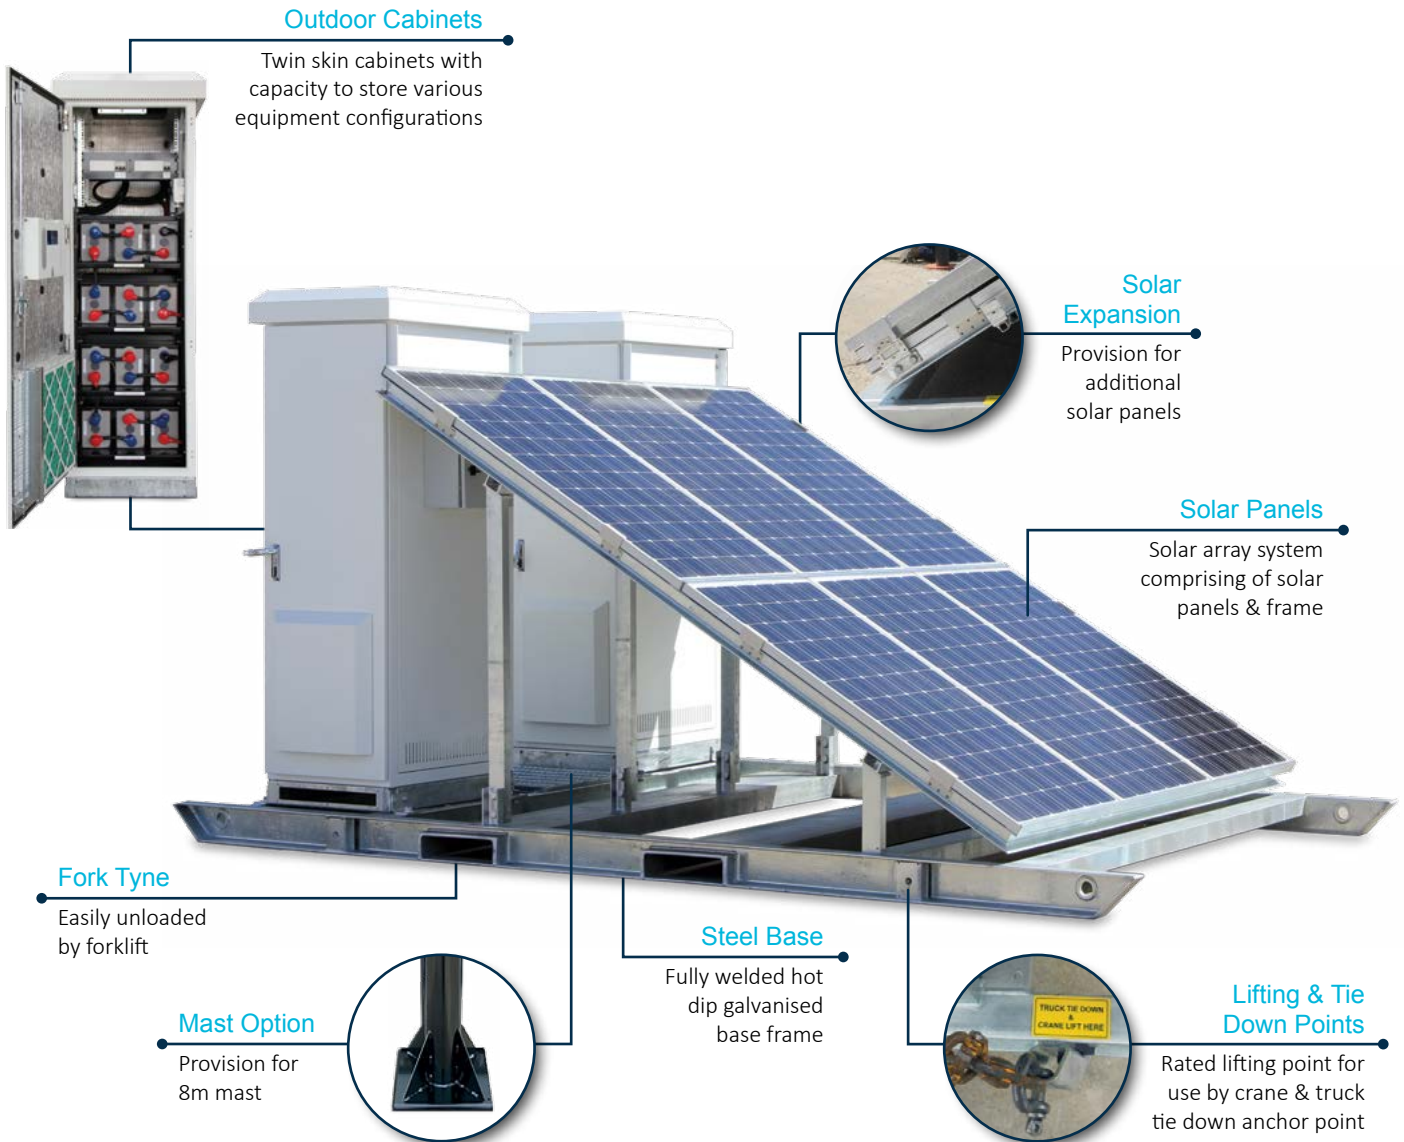 Outdoor Cabinets
Twin skin cabinets with
capacity to store various
equipment configurations
Solar
Expansion
Provision for
additional
solar panels
Solar Panels
Solar array system
comprising of solar
panels & frame
Fork Tyne
Easily unloaded
by forklift
Steel Base
Fully welded hot
dip galvanised
base frame
Mast Option
Provision for
8m mast
TRUCK TIE DOWN
&
CRANE LIFT HERE
Lifting & Tie
Down Points
Rated lifting point for
use by crane & truck
tie down anchor point